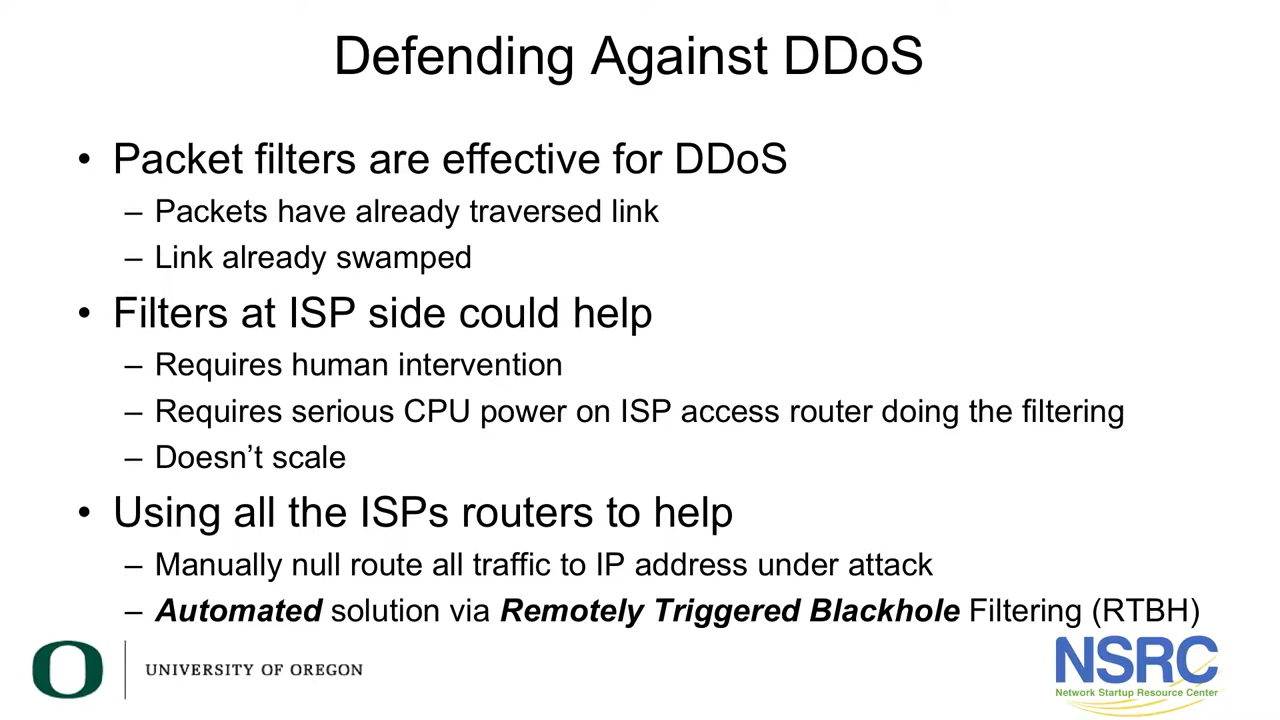 Defending Against DDoS
• Packet filters are effective for DDoS
– Packets have already traversed link
– Link already swamped
• Filters at ISP side could help
– Requires human intervention
– Requires serious CPU power on ISP access router doing the filtering
– Doesn’t scale
• Using all the ISPs routers to help
– Manually null route all traffic to IP address under attack
– Automated solution via Remotely Triggered Blackhole Filtering (RTBH)
O
UNIVERSITY OF OREGON
NSRC
Network Startup Resource Center